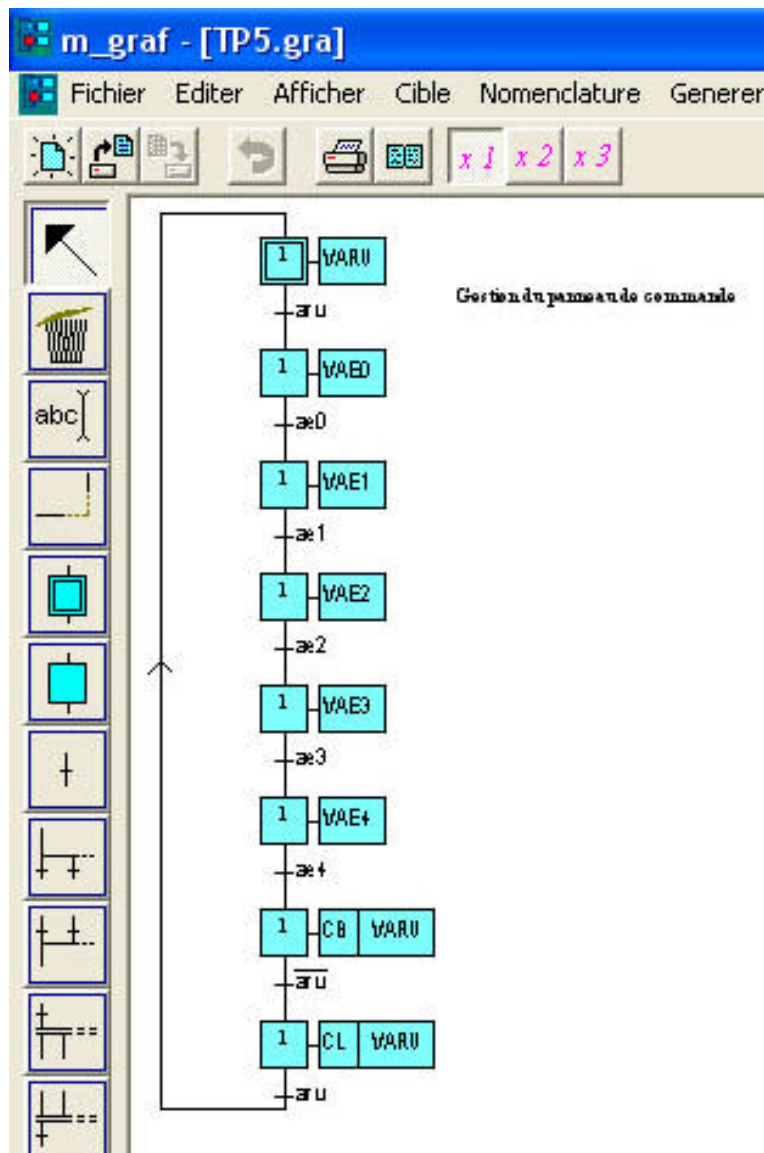 m_graf - [TP5.gra]
Fichier Editer Afficher Cible Nomenclature Generer
x 1 x 2 x 3
abc
Gestion du panneau de commande
1 VARU
aru
1 VAE0
ae0
1 VAE1
ae1
1 VAE2
ae2
1 VAE3
ae3
1 VAE4
ae4
1 CB VARU
aru
1 CL VARU
aru